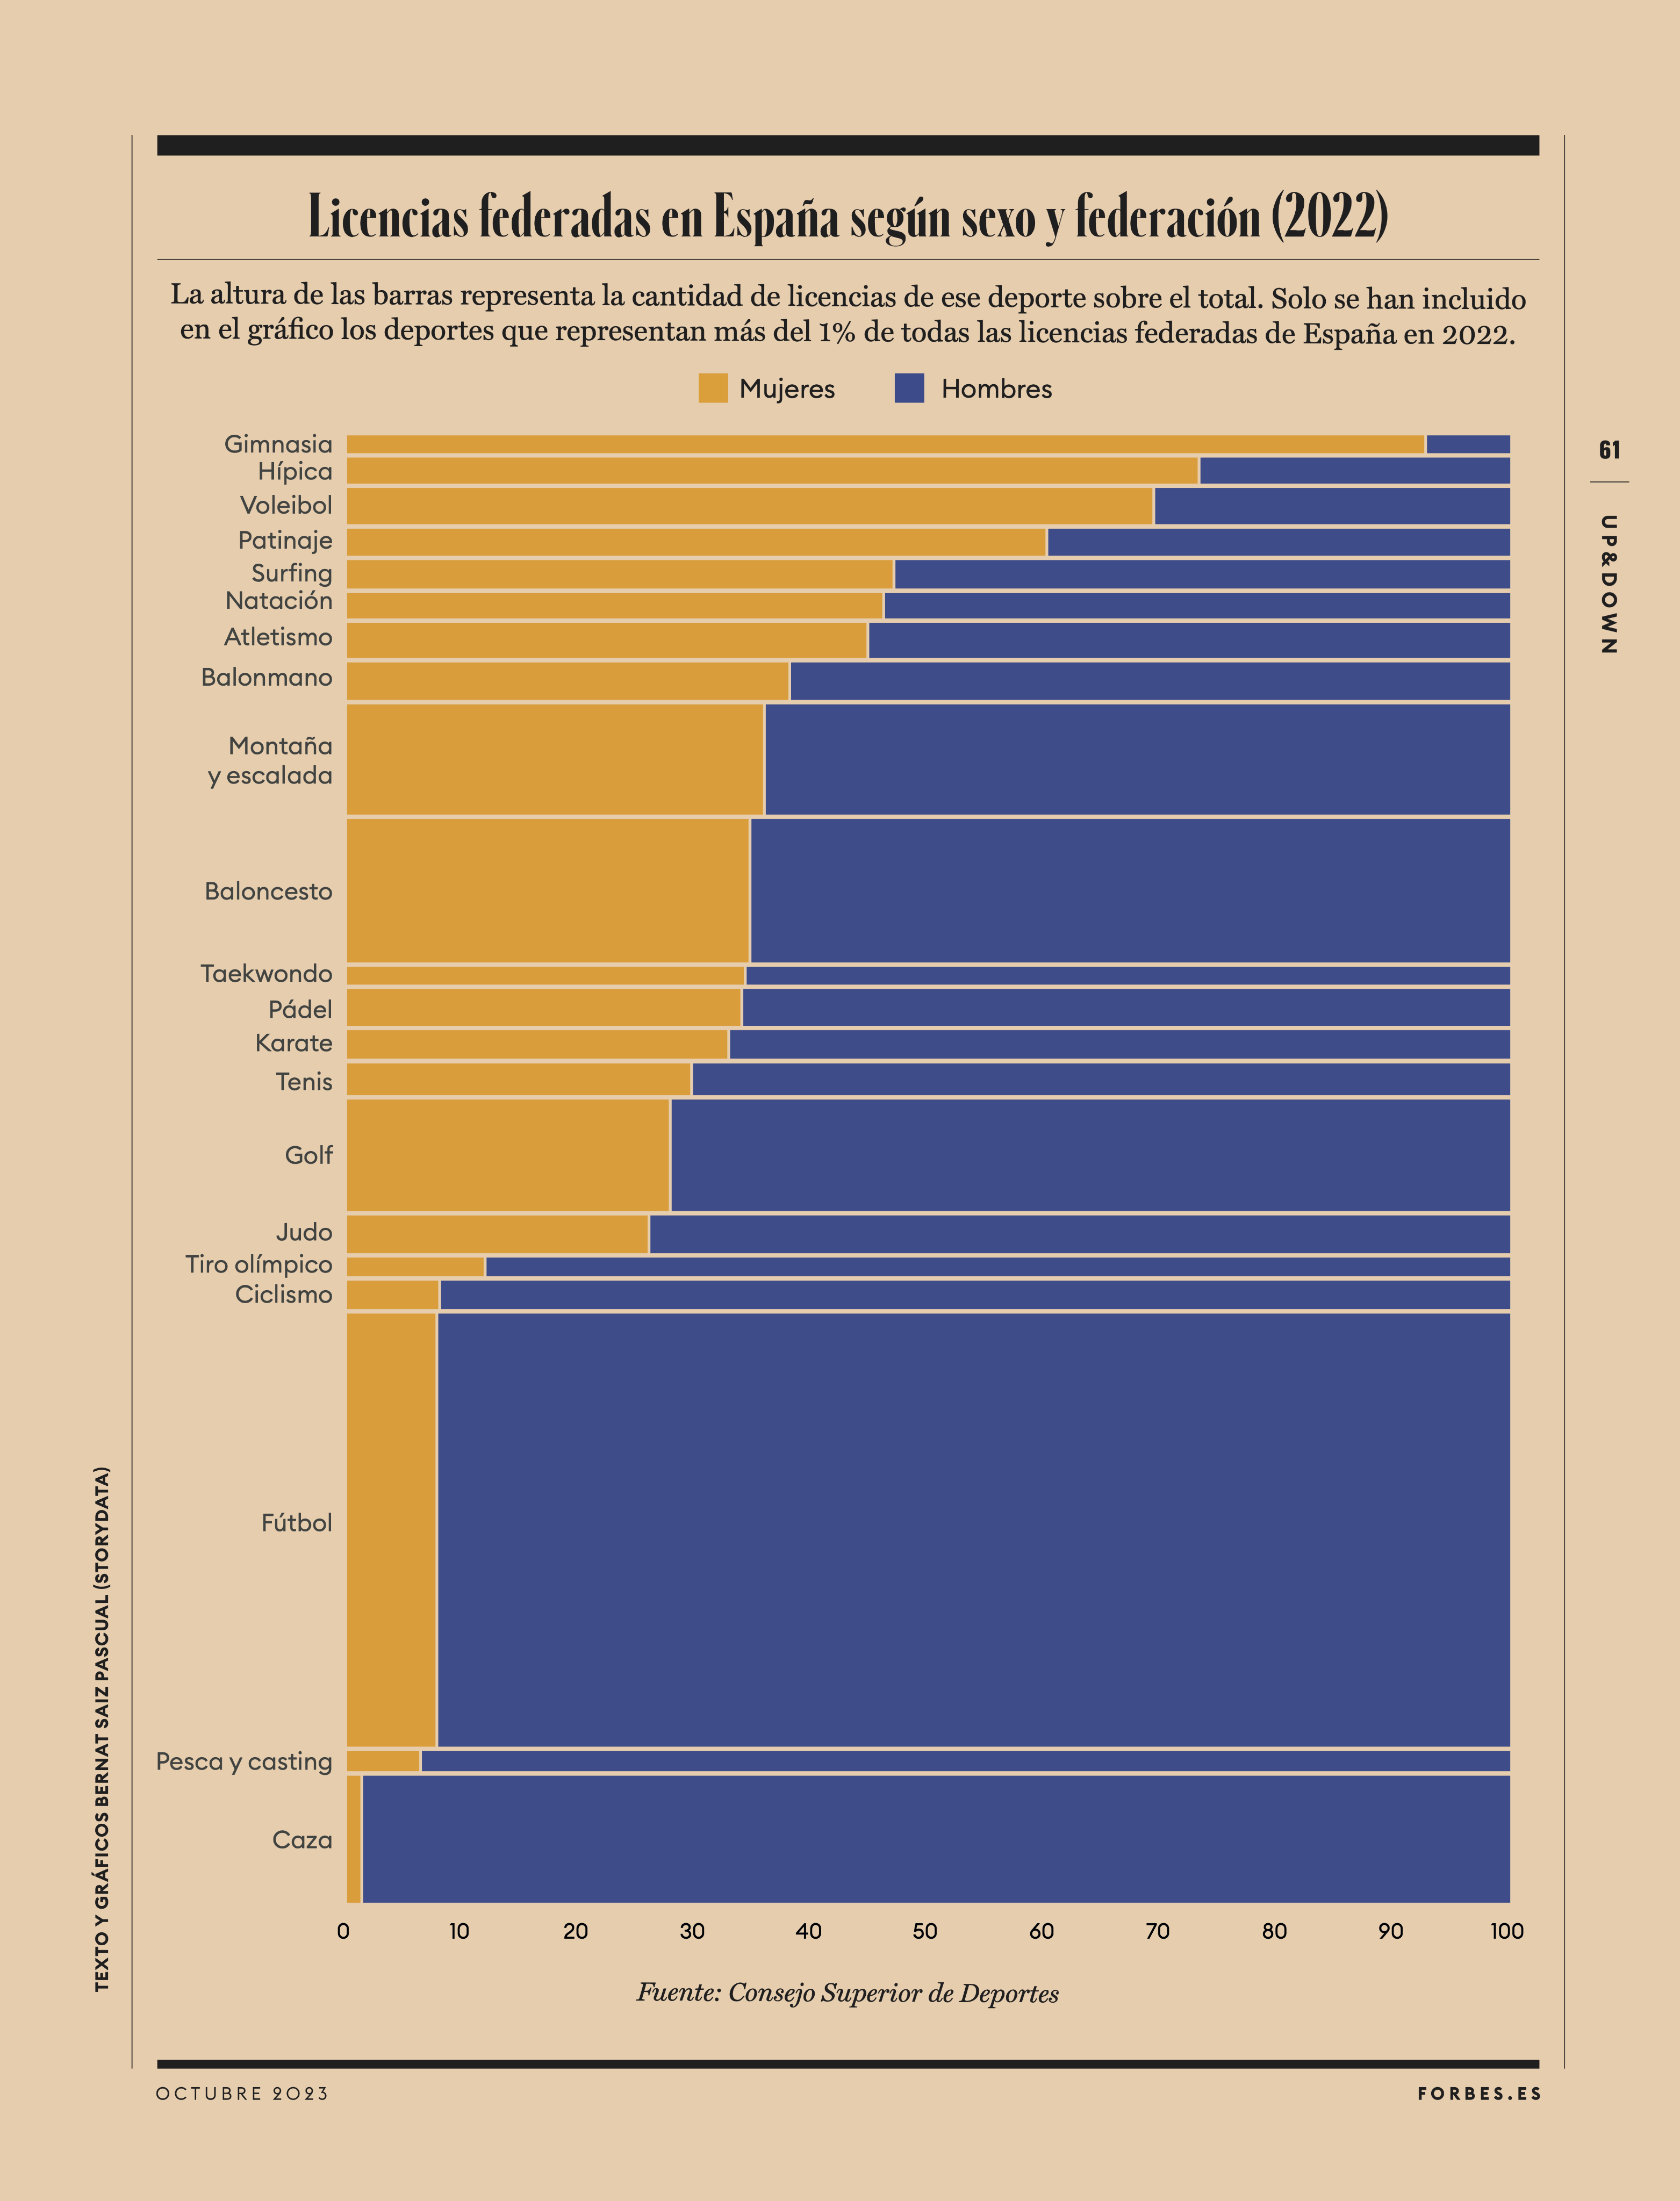 Licencias federadas en España según sexo y federación (2022)
La altura de las barras representa la cantidad de licencias de ese deporte sobre el total. Solo se han incluido
en el gráfico los deportes que representan más del 1% de todas las licencias federadas de España en 2022.
Mujeres
Hombres
Gimnasia
Hípica
Voleibol
Patinaje
Surfing
Natación
Atletismo
Balonmano
Montaña
y escalada
Baloncesto
Taekwondo
Pádel
Karate
Tenis
Golf
Judo
Tiro olímpico
Ciclismo
Fútbol
Pesca y casting
Caza
0 10 20 30 40 50 60 70 80 90 100
Fuente: Consejo Superior de Deportes
61
UP&DOWN
TEXTO Y GRÁFICOS BERNAT SAIZ PASCUAL (STORYDATA)
OCTUBRE 2023
FORBES.ES